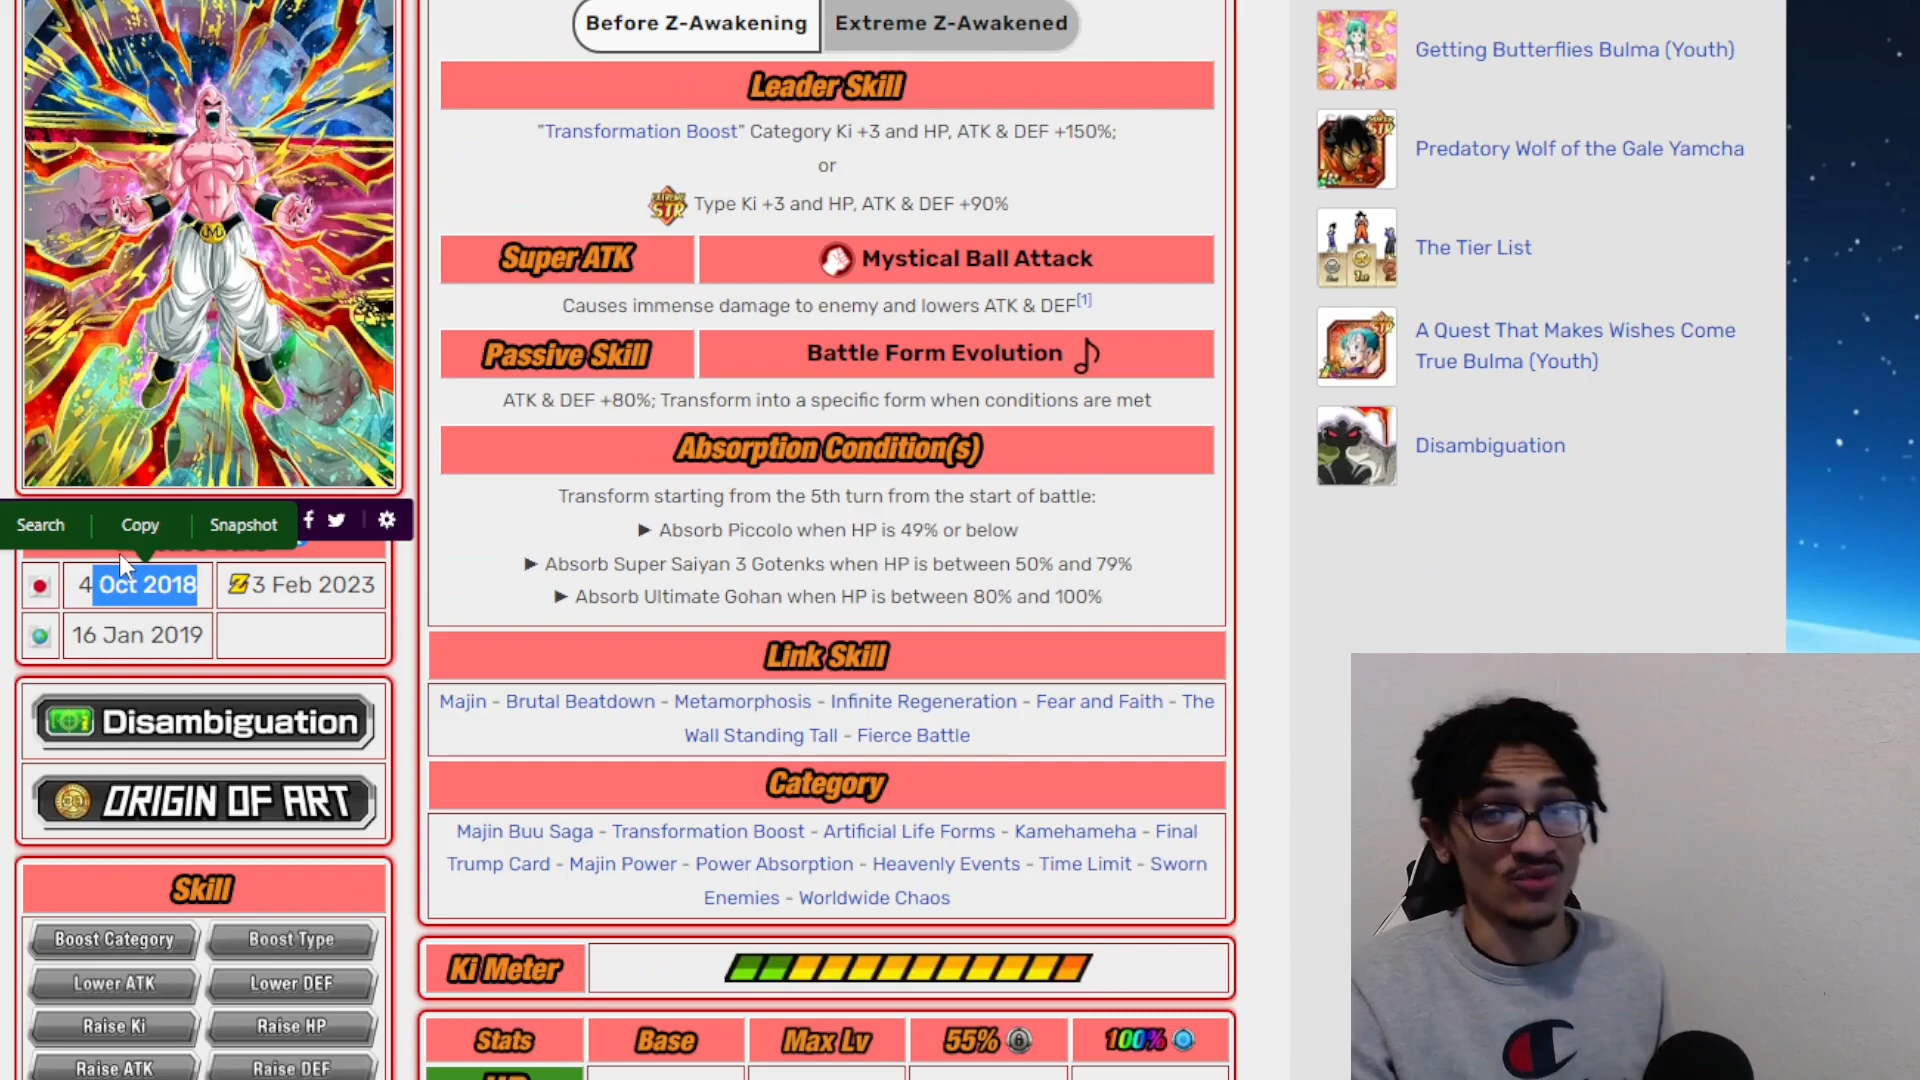 Before Z-Awakening
Extreme Z-Awakened
Leader Skill
"Transformation Boost" Category Ki +3 and HP, ATK & DEF +150%;
or
EXTREME STR Type Ki +3 and HP, ATK & DEF +90%
Super ATK
Mystical Ball Attack
Causes immense damage to enemy and lowers ATK & DEF[1]
Passive Skill
Battle Form Evolution
ATK & DEF +80%; Transform into a specific form when conditions are met
Absorption Condition(s)
Transform starting from the 5th turn from the start of battle:
► Absorb Piccolo when HP is 49% or below
► Absorb Super Saiyan 3 Gotenks when HP is between 50% and 79%
► Absorb Ultimate Gohan when HP is between 80% and 100%
Link Skill
Majin - Brutal Beatdown - Metamorphosis - Infinite Regeneration - Fear and Faith - The
Wall Standing Tall - Fierce Battle
Category
Majin Buu Saga - Transformation Boost - Artificial Life Forms - Kamehameha - Final
Trump Card - Majin Power - Power Absorption - Heavenly Events - Time Limit - Sworn
Enemies - Worldwide Chaos
Ki Meter
Stats
Base
Max Lv
55%
100%
Search
Copy
Snapshot
4 Oct 2018
Z 3 Feb 2023
16 Jan 2019
Disambiguation
ORIGIN OF ART
Skill
Boost Category
Boost Type
Lower ATK
Lower DEF
Raise Ki
Raise HP
Raise ATK
Raise DEF
Getting Butterflies Bulma (Youth)
Predatory Wolf of the Gale Yamcha
The Tier List
A Quest That Makes Wishes Come
True Bulma (Youth)
Disambiguation